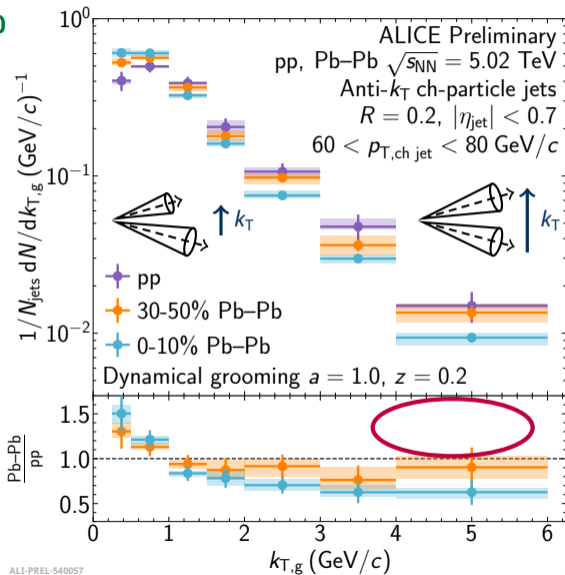 0
ALICE Preliminary
pp, Pb–Pb √sNN = 5.02 TeV
Anti-kT ch-particle jets
R = 0.2, |ηjet| < 0.7
60 < pT,ch jet < 80 GeV/c
10^0
10^−1
10^−2
1/Njets dN/dkT,g (GeV/c)^−1
kT
kT
pp
30-50% Pb–Pb
0-10% Pb–Pb
Dynamical grooming a = 1.0, z = 0.2
Pb–Pb
pp
1.5
1.0
0.5
0 1 2 3 4 5 6
kT,g (GeV/c)
ALI-PREL-540057